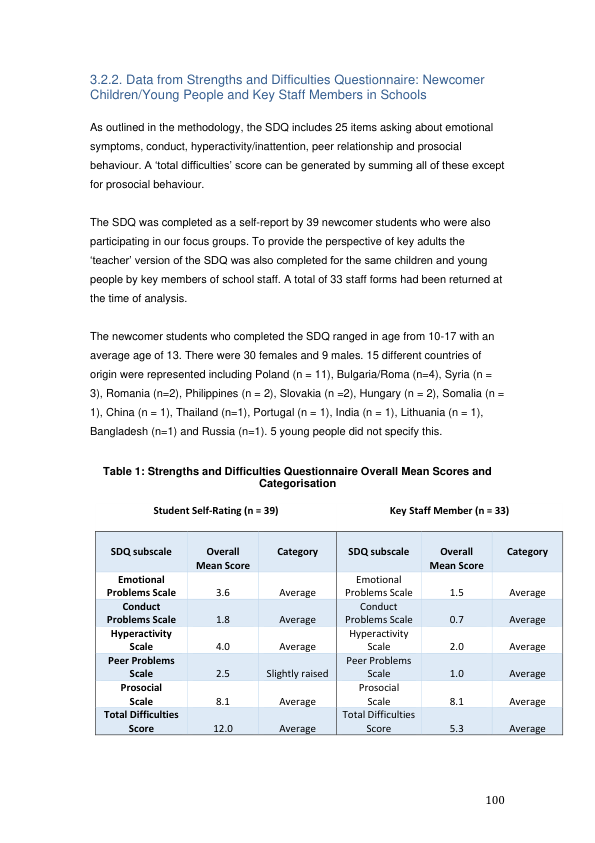 3.2.2. Data from Strengths and Difficulties Questionnaire: Newcomer
Children/Young People and Key Staff Members in Schools
As outlined in the methodology, the SDQ includes 25 items asking about emotional
symptoms, conduct, hyperactivity/inattention, peer relationship and prosocial
behaviour. A ‘total difficulties’ score can be generated by summing all of these except
for prosocial behaviour.
The SDQ was completed as a self-report by 39 newcomer students who were also
participating in our focus groups. To provide the perspective of key adults the
‘teacher’ version of the SDQ was also completed for the same children and young
people by key members of school staff. A total of 33 staff forms had been returned at
the time of analysis.
The newcomer students who completed the SDQ ranged in age from 10-17 with an
average age of 13. There were 30 females and 9 males. 15 different countries of
origin were represented including Poland (n = 11), Bulgaria/Roma (n=4), Syria (n =
3), Romania (n=2), Philippines (n = 2), Slovakia (n =2), Hungary (n = 2), Somalia (n =
1), China (n = 1), Thailand (n=1), Portugal (n = 1), India (n = 1), Lithuania (n = 1),
Bangladesh (n=1) and Russia (n=1). 5 young people did not specify this.
Table 1: Strengths and Difficulties Questionnaire Overall Mean Scores and
Categorisation
Student Self-Rating (n = 39) Key Staff Member (n = 33)
SDQ subscale Overall Category SDQ subscale Overall Category
Mean Score Mean Score
Emotional Emotional
Problems Scale 3.6 Average Problems Scale 1.5 Average
Conduct Conduct
Problems Scale 1.8 Average Problems Scale 0.7 Average
Hyperactivity Hyperactivity
Scale 4.0 Average Scale 2.0 Average
Peer Problems Peer Problems
Scale 2.5 Slightly raised Scale 1.0 Average
Prosocial Prosocial
Scale 8.1 Average Scale 8.1 Average
Total Difficulties Total Difficulties
Score 12.0 Average Score 5.3 Average
100